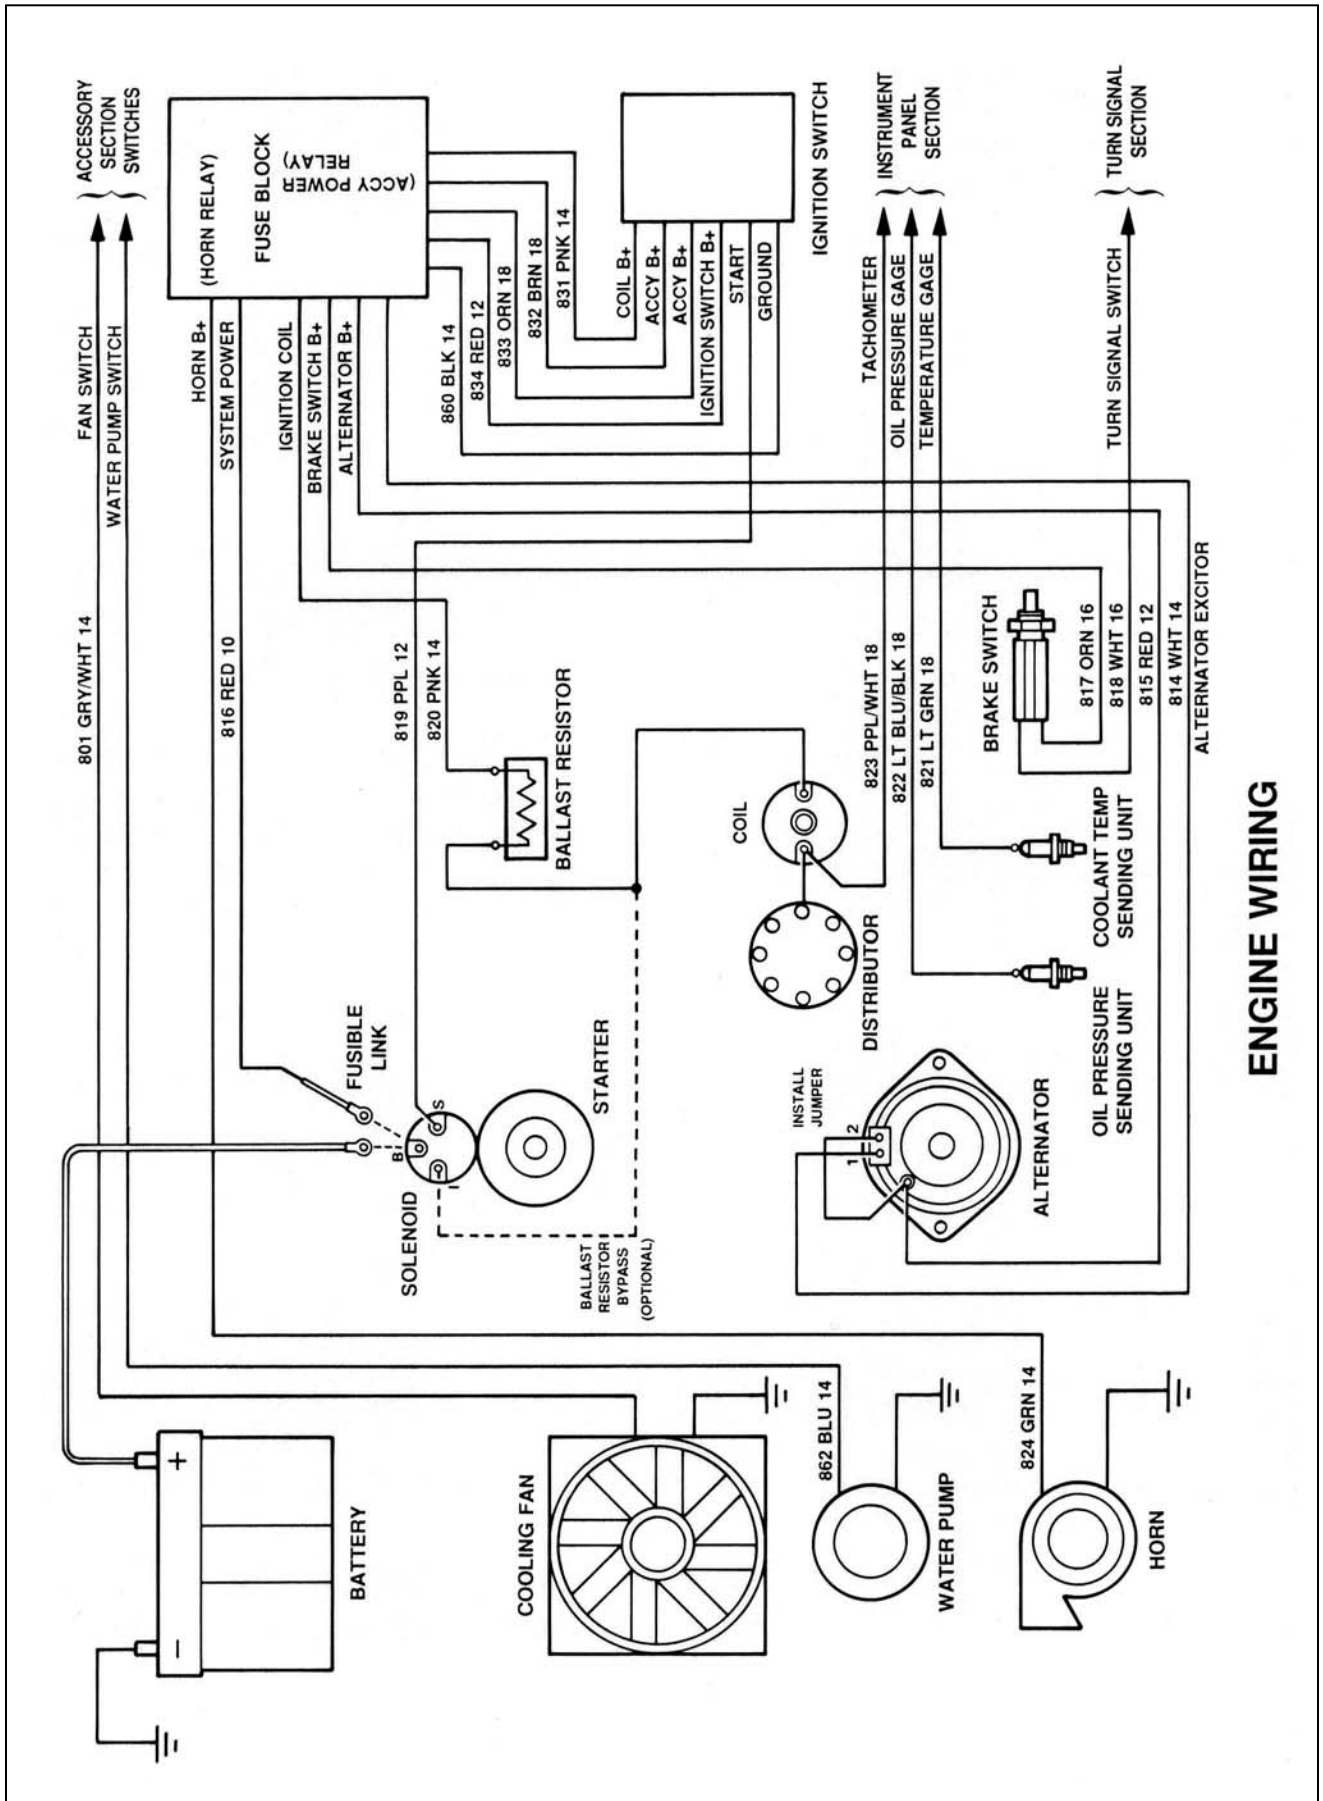 ACCESSORY
SECTION
SWITCHES
FAN SWITCH
WATER PUMP SWITCH
801 GRY/WHT 14
(HORN RELAY)
FUSE BLOCK
(ACCY POWER
RELAY)
HORN B+
SYSTEM POWER
IGNITION COIL
BRAKE SWITCH B+
ALTERNATOR B+
816 RED 10
860 BLK 14
834 RED 12
833 ORN 18
832 BRN 18
831 PNK 14
COIL B+
ACCY B+
ACCY B+
IGNITION SWITCH B+
START
GROUND
IGNITION SWITCH
INSTRUMENT
PANEL
SECTION
TACHOMETER
OIL PRESSURE GAGE
TEMPERATURE GAGE
TURN SIGNAL
SECTION
TURN SIGNAL SWITCH
819 PPL 12
820 PNK 14
BALLAST RESISTOR
823 PPL/WHT 18
822 LT BLU/BLK 18
821 LT GRN 18
BRAKE SWITCH
817 ORN 16
818 WHT 16
815 RED 12
814 WHT 14
ALTERNATOR EXCITOR
COIL
DISTRIBUTOR
COOLANT TEMP
SENDING UNIT
OIL PRESSURE
SENDING UNIT
FUSIBLE
LINK
S
B
I
SOLENOID
STARTER
BALLAST
RESISTOR
BYPASS
(OPTIONAL)
INSTALL
JUMPER
1 2
ALTERNATOR
+
–
BATTERY
COOLING FAN
862 BLU 14
WATER PUMP
824 GRN 14
HORN
ENGINE WIRING